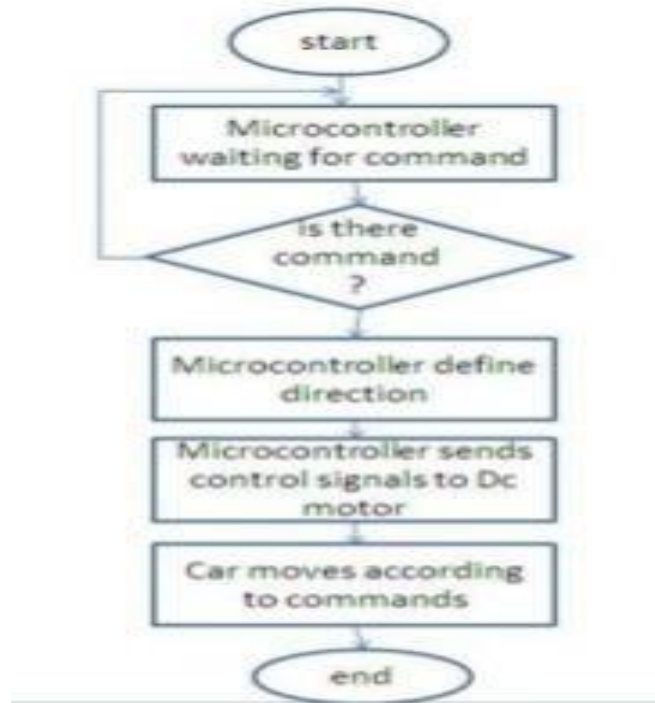 start
Microcontroller
waiting for command
is there
command
?
Microcontroller define
direction
Microcontroller sends
control signals to Dc
motor
Car moves according
to commands
end